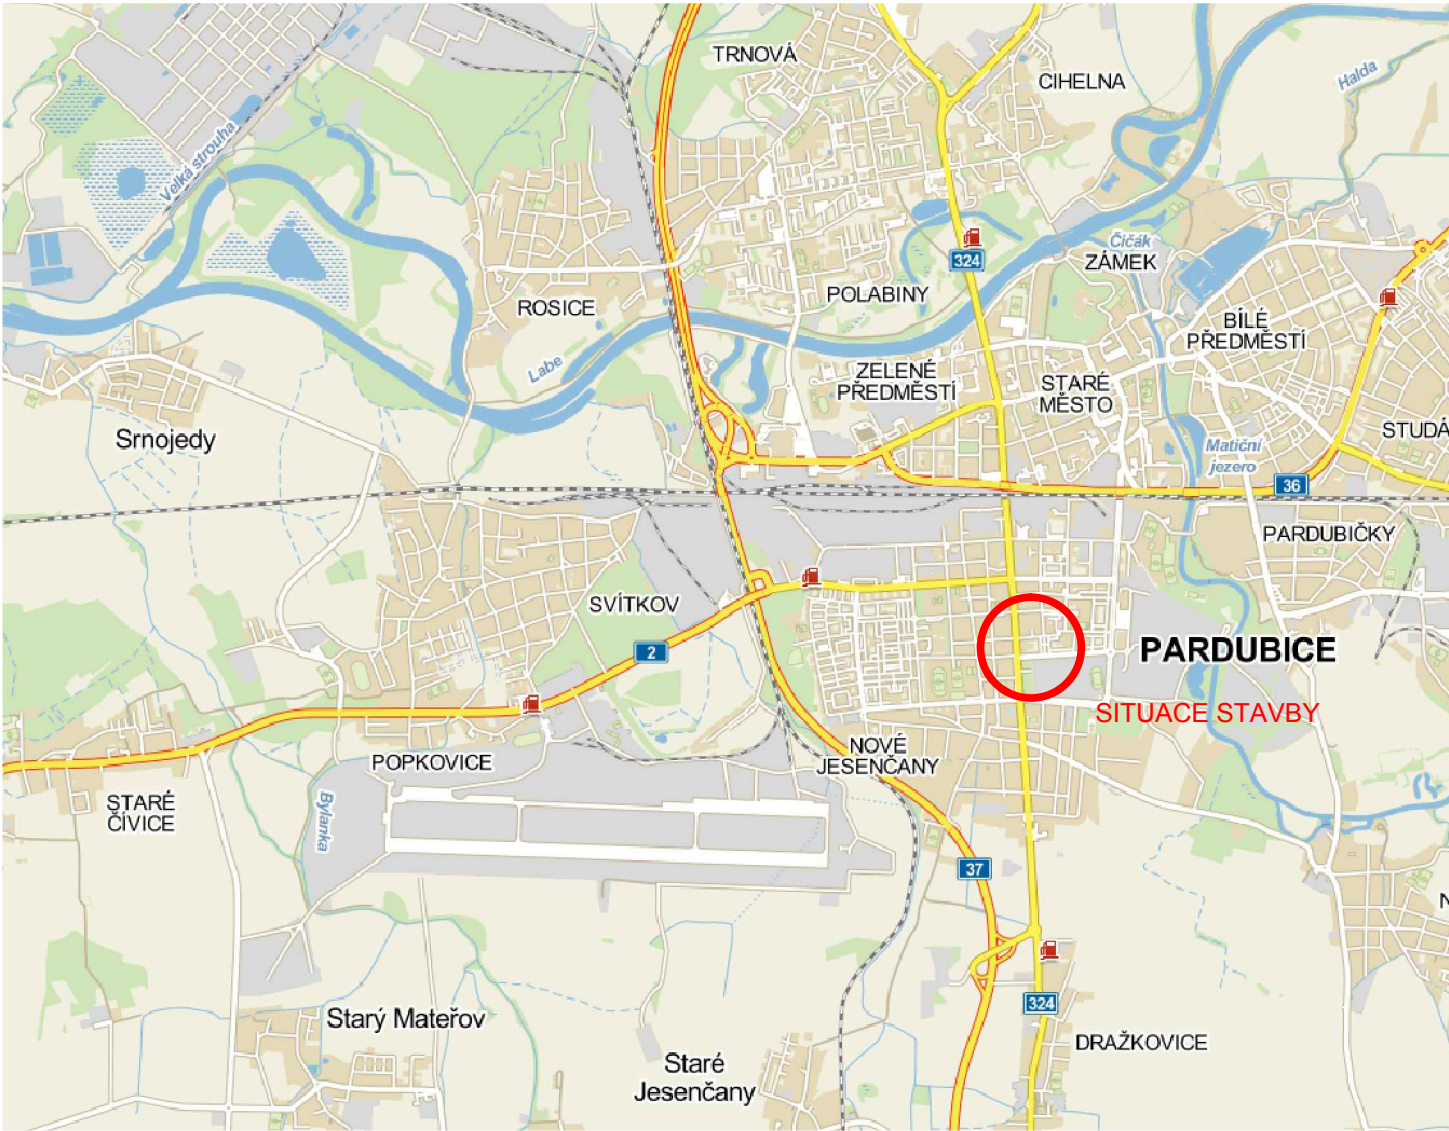 TRNOVÁ
CIHELNA
Halda
Velká strouha
Čičák
ZÁMEK
324
ROSICE
POLABINY
BÍLÉ
PŘEDMĚSTÍ
Labe
ZELENÉ
PŘEDMĚSTÍ
STARÉ
MĚSTO
Srnojedy
STUDÁ
Matiční
jezero
36
PARDUBIČKY
SVÍTKOV
2
PARDUBICE
SITUACE STAVBY
POPKOVICE
NOVÉ
JESENČANY
STARÉ
ČÍVICE
Bylanka
37
N
324
Starý Mateřov
DRAŽKOVICE
Staré
Jesenčany